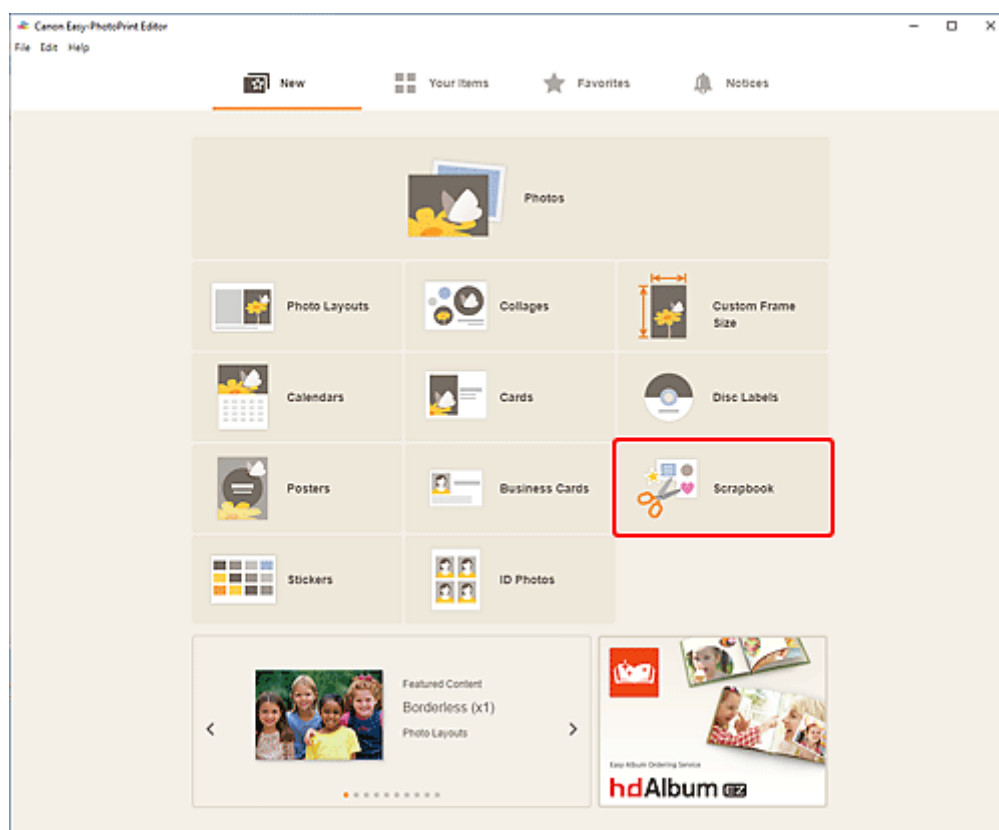 Canon Easy-PhotoPrint Editor
File Edit Help
New
Your Items
Favorites
Notices
Photos
Photo Layouts
Collages
Custom Frame
Size
Calendars
Cards
Disc Labels
Posters
Business Cards
Scrapbook
Stickers
ID Photos
Featured Content
Borderless (x1)
Photo Layouts
Easy Album Ordering Service
hdAlbum EZ